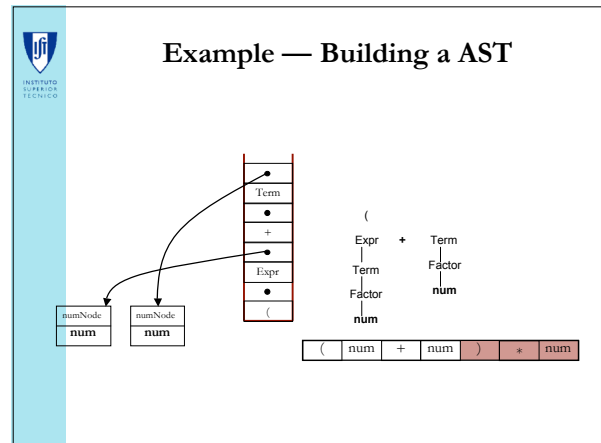 Example — Building a AST
INSTITUTO
SUPERIOR
TECNICO
Term
+
Expr
(
numNode
num
numNode
num
(
Expr + Term
Term Factor
Factor num
num
( num + num ) * num